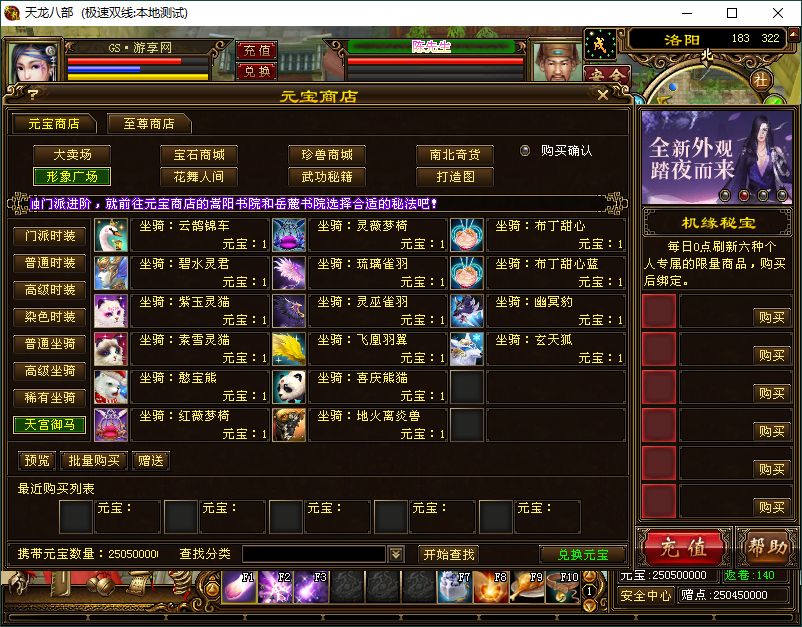 天龙八部 (极速双线:本地测试)
GS·游享网
充值
兑换
陈先生
戌
安全
洛阳 183 322
北
社
?
元宝商店
元宝商店 至尊商店
大卖场 宝石商城 珍兽商城 南北奇货 购买确认
形象广场 花舞人间 武功秘籍 打造图
门派进阶，就前往元宝商店的嵩阳书院和岳麓书院选择合适的秘法吧！
门派时装
普通时装
高级时装
染色时装
普通坐骑
高级坐骑
稀有坐骑
天宫御马
坐骑：云鹊锦车 坐骑：灵薇梦椅 坐骑：布丁甜心
元宝：1 元宝：1 元宝：1
坐骑：碧水灵君 坐骑：琉璃雀羽 坐骑：布丁甜心蓝
元宝：1 元宝：1 元宝：1
坐骑：紫玉灵猫 坐骑：灵巫雀羽 坐骑：幽冥豹
元宝：1 元宝：1 元宝：1
坐骑：素雪灵猫 坐骑：飞凰羽翼 坐骑：玄天狐
元宝：1 元宝：1 元宝：1
坐骑：憨宝熊 坐骑：喜庆熊猫
元宝：1 元宝：1
坐骑：红薇梦椅 坐骑：地火离炎兽
元宝：1 元宝：1
预览 批量购买 赠送
最近购买列表
元宝： 元宝： 元宝： 元宝： 元宝：
携带元宝数量：25050000 查找分类 开始查找 兑换元宝
全新外观
踏夜而来
机缘秘宝
每日0点刷新六种个
人专属的限量商品，购买
后绑定。
购买
购买
购买
购买
购买
购买
充值 帮助
F1 F2 F3 F7 F8 F9 F10
1
元宝:250500000 返卷:140
安全中心 赠点:250450000